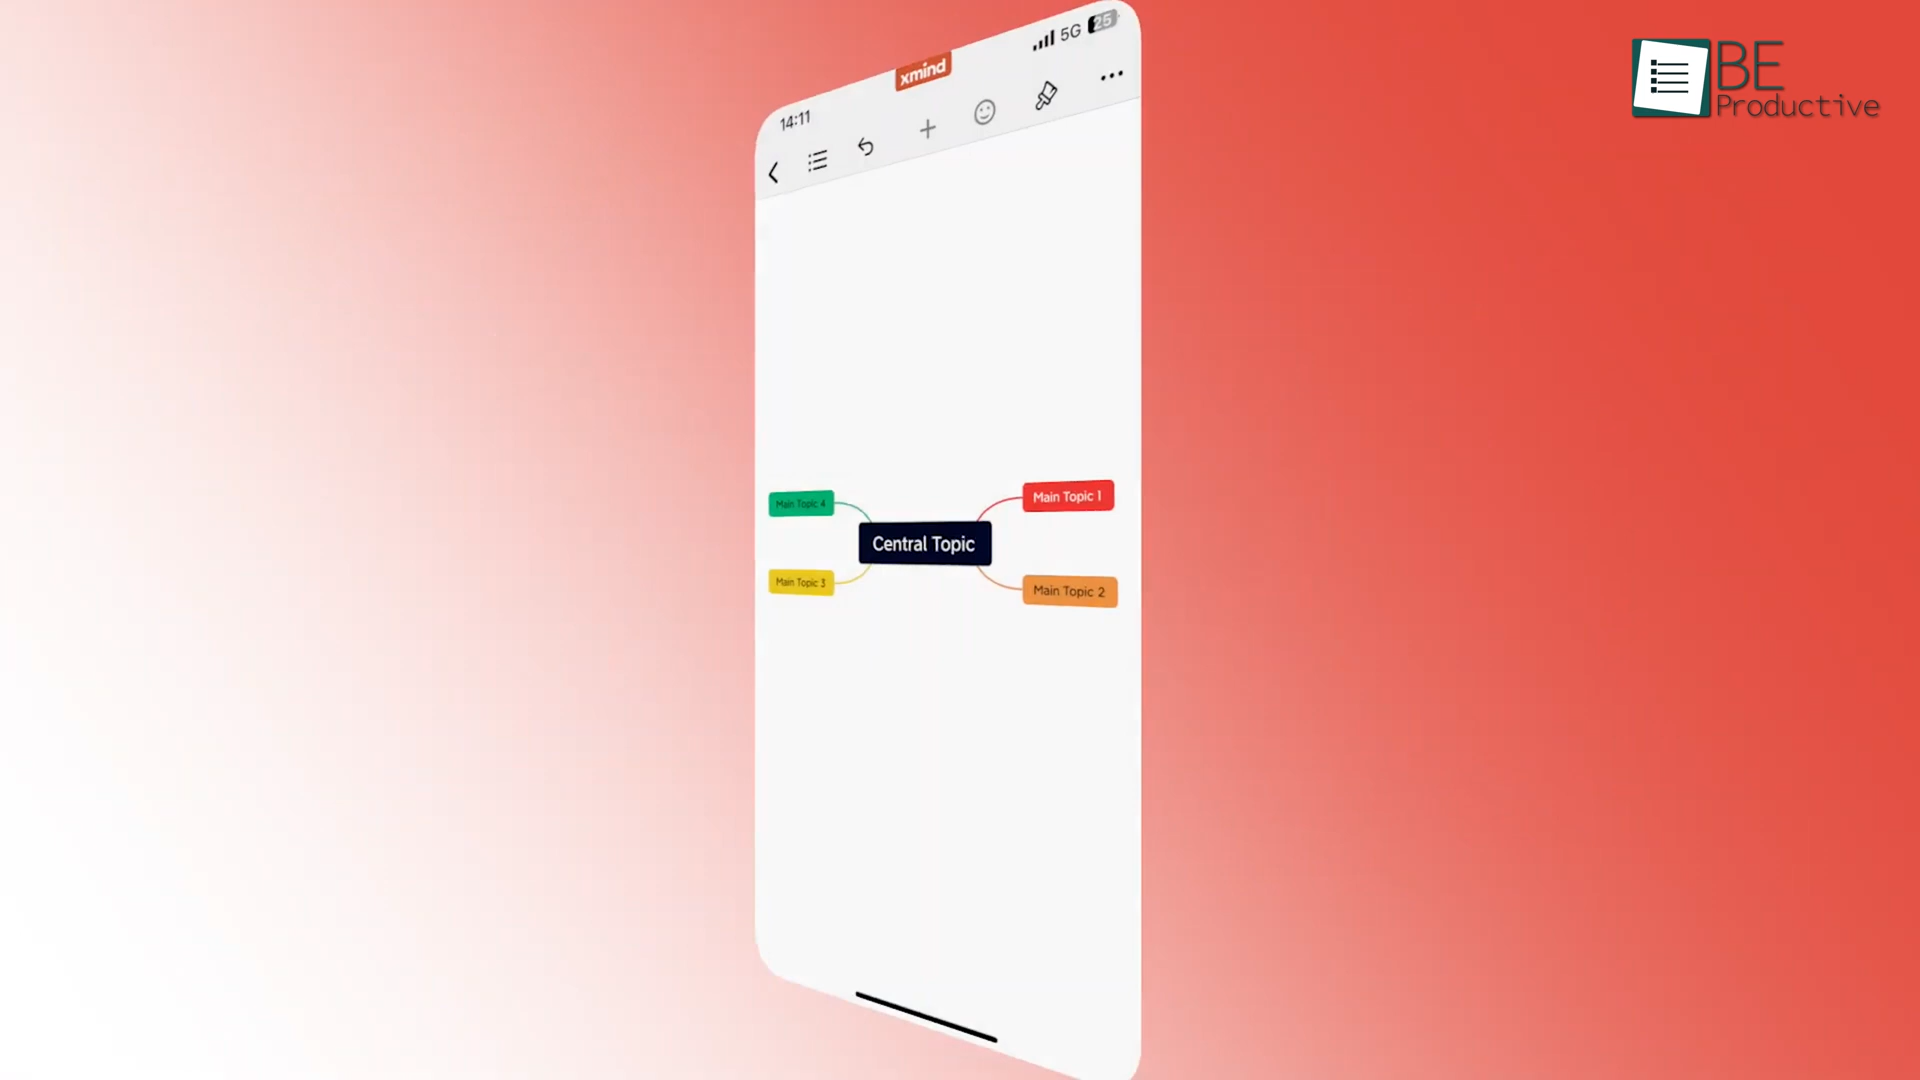 BE
Productive
xmind
14:11
5G 25
Main Topic 4
Main Topic 1
Central Topic
Main Topic 3
Main Topic 2